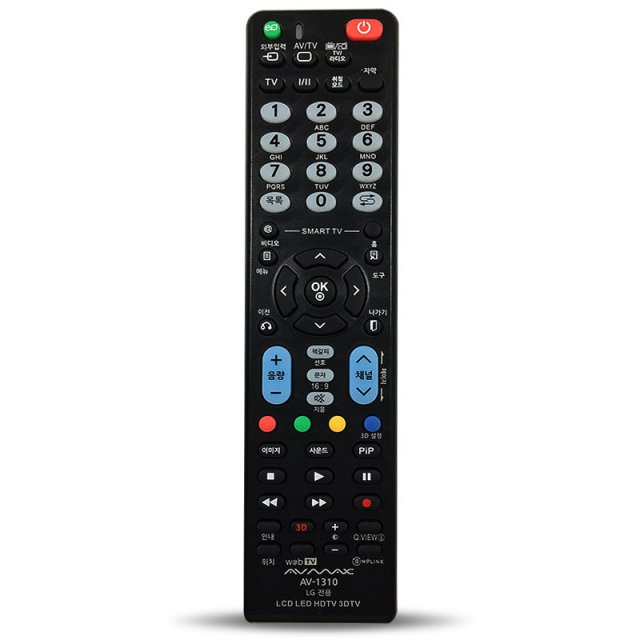 외부입력 AV/TV
TV/라디오
TV I/II 취침모드 자막
1 2 3
ABC DEF
4 5 6
GHI JKL MNO
7 8 9
PQRS TUV WXYZ
목록 0
SMART TV
비디오 홈
메뉴 도구
OK
이전 나가기
+ 책갈피
음량 선호 채널
문자 페이지
- 16:9
지움
3D 설정
이미지 사운드 PiP
3D +
안내 Q.VIEW
-
위치 web TV SIMPLINK
AVMAX
AV-1310
LG 전용
LCD LED HDTV 3DTV